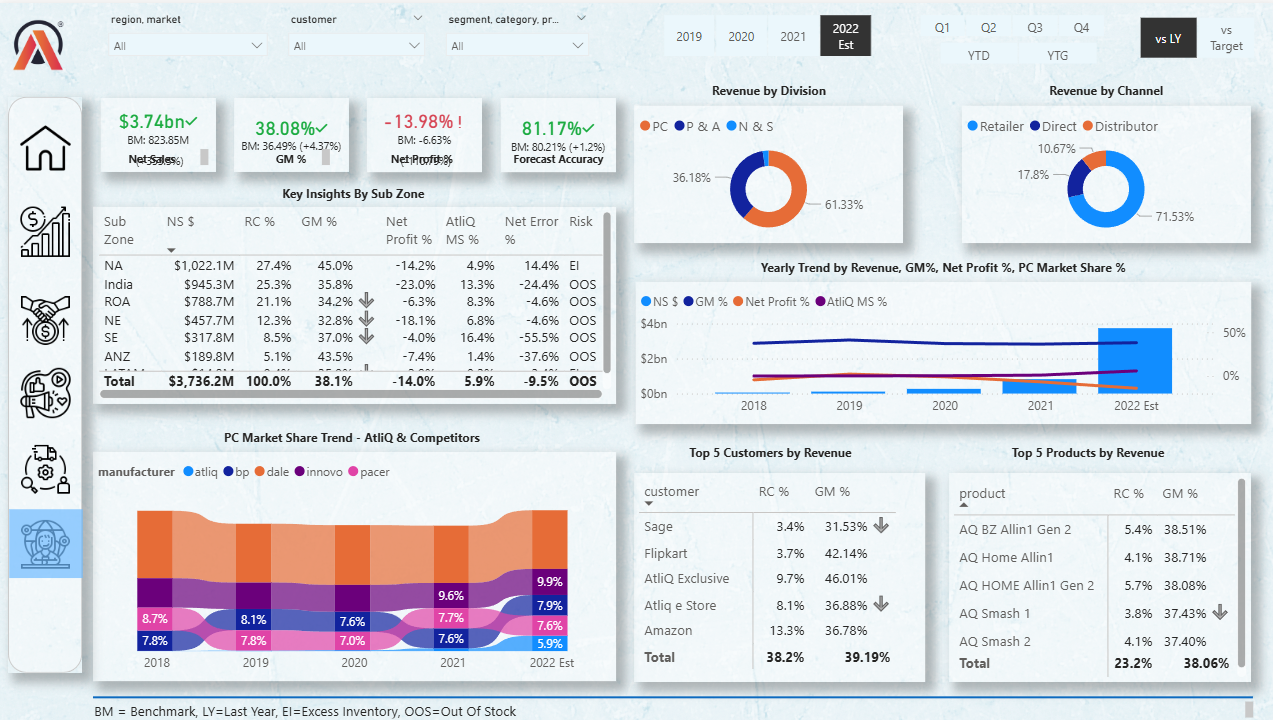 region, market
customer
segment, category, pr...
All
All
All
2019
2020
2021
2022 Est
Q1
Q2
Q3
Q4
YTD
YTG
vs LY
vs Target
$3.74bn
BM: 823.85M
Net Sales
38.08%
BM: 36.49% (+4.37%)
GM %
-13.98% !
BM: -6.63%
Net Profit %
81.17%
BM: 80.21% (+1.2%)
Forecast Accuracy
Revenue by Division
PC P & A N & S
36.18%
61.33%
Revenue by Channel
Retailer Direct Distributor
10.67%
17.8%
71.53%
Key Insights By Sub Zone
Sub Zone NS $ RC % GM % Net Profit % AtliQ MS % Net Error % Risk
NA $1,022.1M 27.4% 45.0% -14.2% 4.9% 14.4% EI
India $945.3M 25.3% 35.8% -23.0% 13.3% -24.4% OOS
ROA $788.7M 21.1% 34.2% -6.3% 8.3% -4.6% OOS
NE $457.7M 12.3% 32.8% -18.1% 6.8% -4.6% OOS
SE $317.8M 8.5% 37.0% -4.0% 16.4% -55.5% OOS
ANZ $189.8M 5.1% 43.5% -7.4% 1.4% -37.6% OOS
Total $3,736.2M 100.0% 38.1% -14.0% 5.9% -9.5% OOS
Yearly Trend by Revenue, GM%, Net Profit %, PC Market Share %
NS $ GM % Net Profit % AtliQ MS %
$4bn
$2bn
$0bn
50%
0%
2018 2019 2020 2021 2022 Est
PC Market Share Trend - AtliQ & Competitors
manufacturer atliq bp dale innovo pacer
8.7%
7.8%
8.1%
7.8%
7.6%
7.0%
9.6%
7.7%
7.6%
9.9%
7.9%
7.6%
5.9%
2018 2019 2020 2021 2022 Est
Top 5 Customers by Revenue
customer RC % GM %
Sage 3.4% 31.53%
Flipkart 3.7% 42.14%
AtliQ Exclusive 9.7% 46.01%
Atliq e Store 8.1% 36.88%
Amazon 13.3% 36.78%
Total 38.2% 39.19%
Top 5 Products by Revenue
product RC % GM %
AQ BZ Allin1 Gen 2 5.4% 38.51%
AQ Home Allin1 4.1% 38.71%
AQ HOME Allin1 Gen 2 5.7% 38.08%
AQ Smash 1 3.8% 37.43%
AQ Smash 2 4.1% 37.40%
Total 23.2% 38.06%
BM = Benchmark, LY=Last Year, EI=Excess Inventory, OOS=Out Of Stock